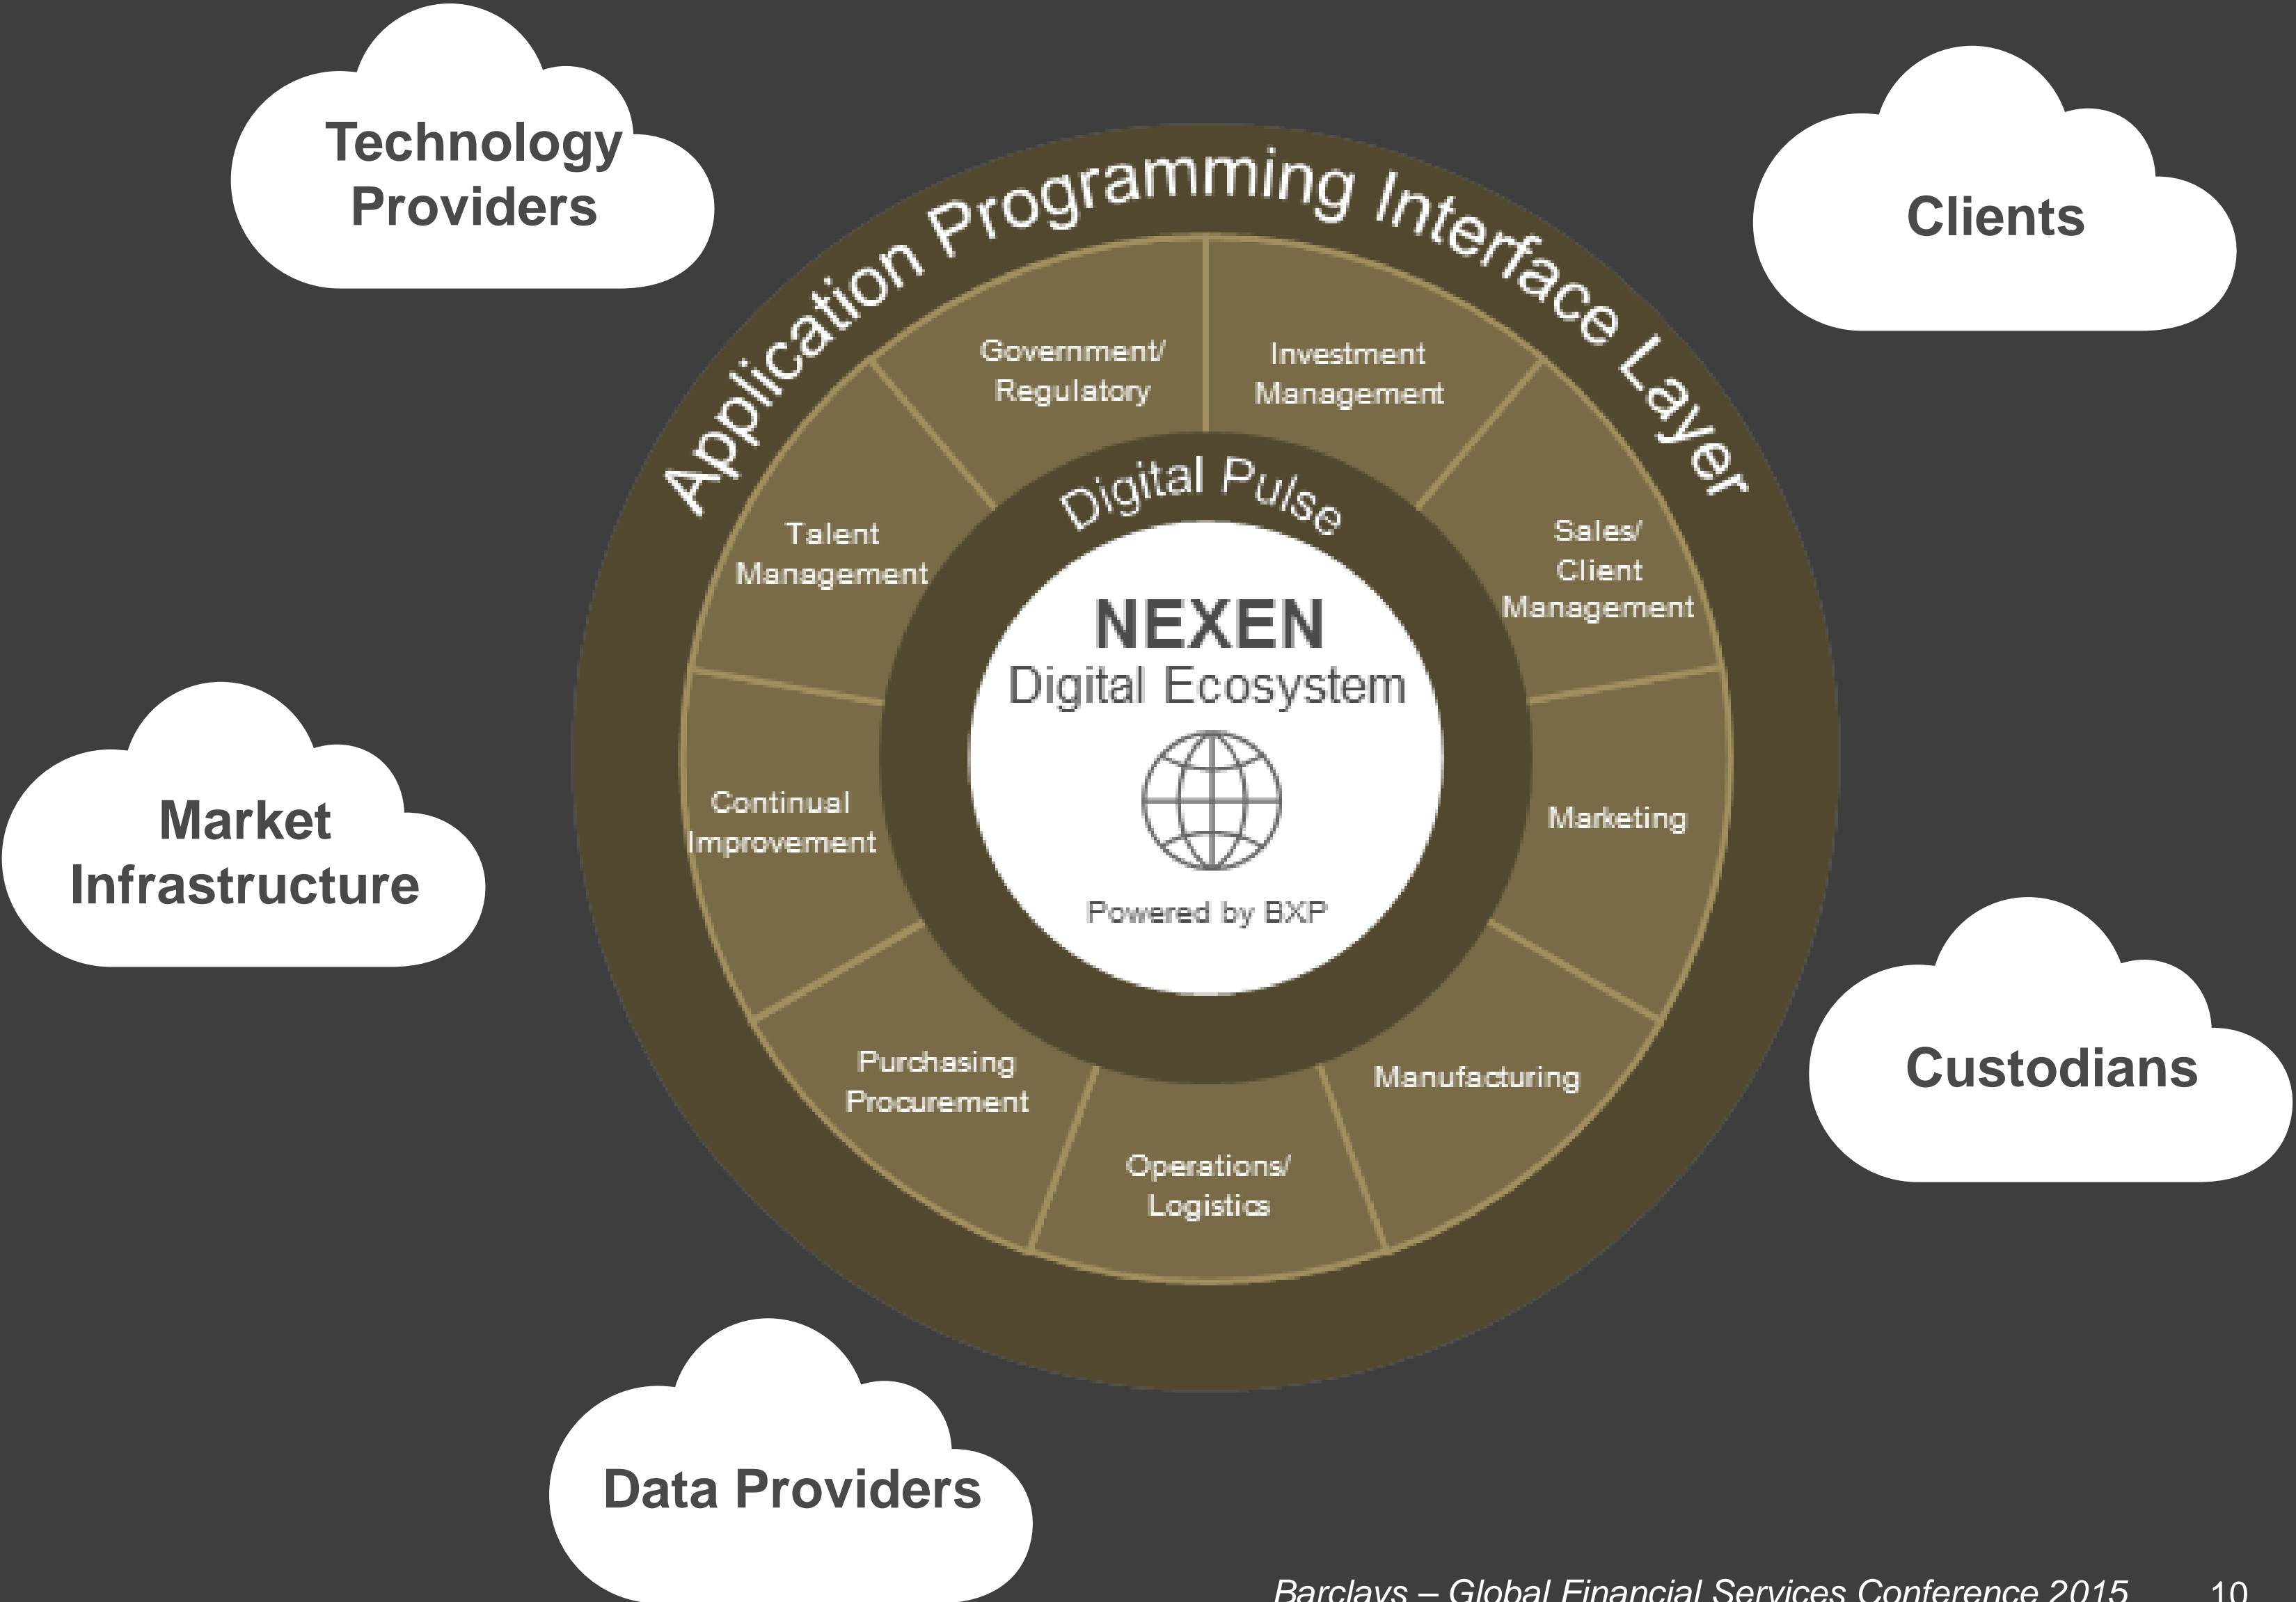 Technology
Providers
Clients
Application Programming Interface Layer
Government/
Regulatory
Investment
Management
Digital Pulse
Talent
Management
Sales/
Client
Management
NEXEN
Digital Ecosystem
Powered by BXP
Continual
Improvement
Marketing
Market
Infrastructure
Purchasing
Procurement
Manufacturing
Custodians
Operations/
Logistics
Data Providers
Barclays – Global Financial Services Conference 2015 10